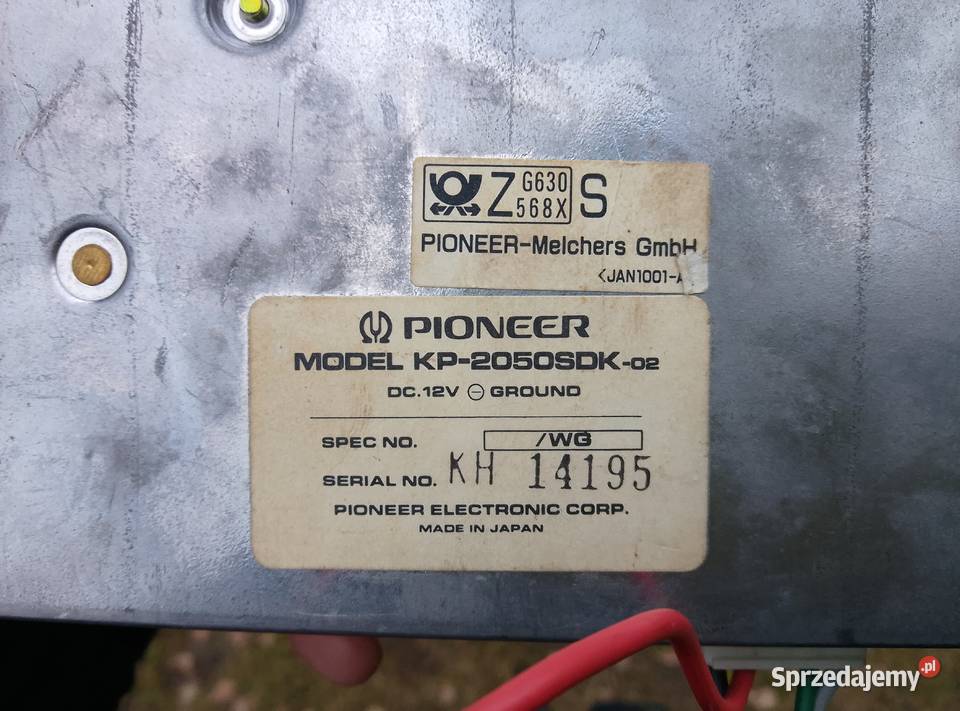 Z G630 568X S
PIONEER-Melchers GmbH
<JAN1001-A
PIONEER
MODEL KP-2050SDK-02
DC.12V ⊖ GROUND
SPEC NO. /WG
SERIAL NO. KH 14195
PIONEER ELECTRONIC CORP.
MADE IN JAPAN
Sprzedajemy.pl